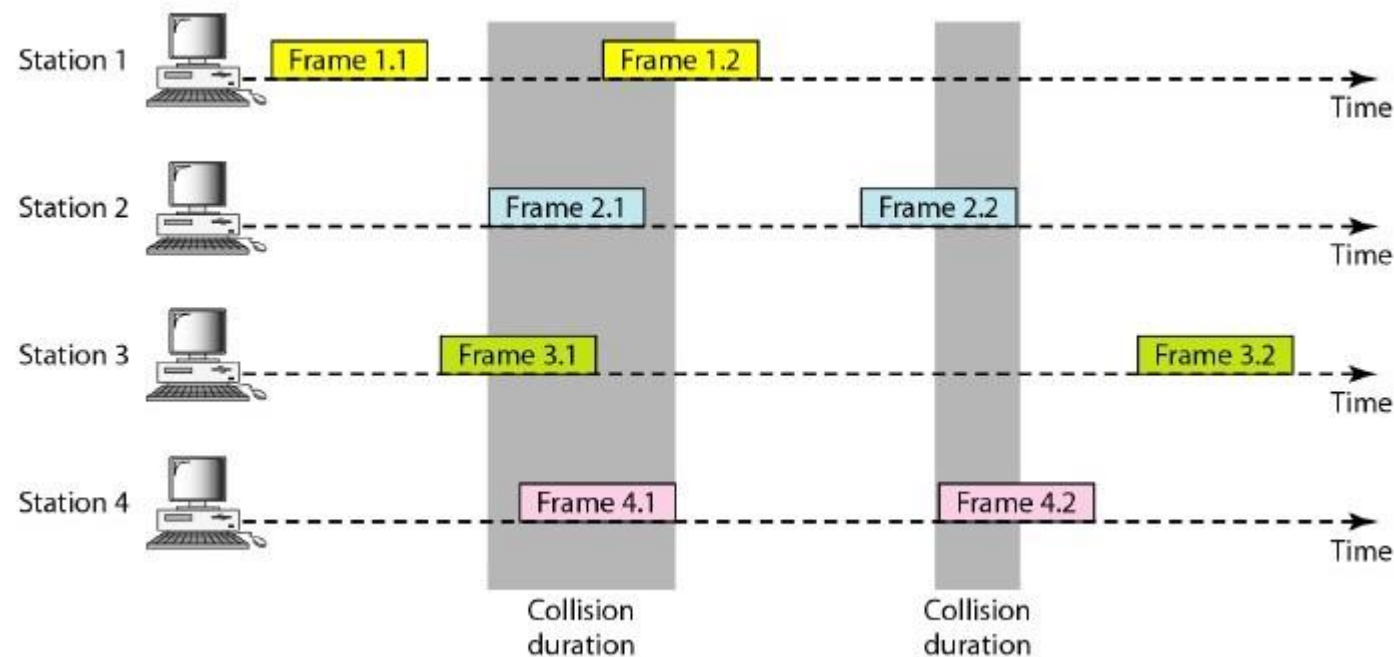 Station 1
Frame 1.1
Frame 1.2
Time
Station 2
Frame 2.1
Frame 2.2
Time
Station 3
Frame 3.1
Frame 3.2
Time
Station 4
Frame 4.1
Frame 4.2
Time
Collision
duration
Collision
duration